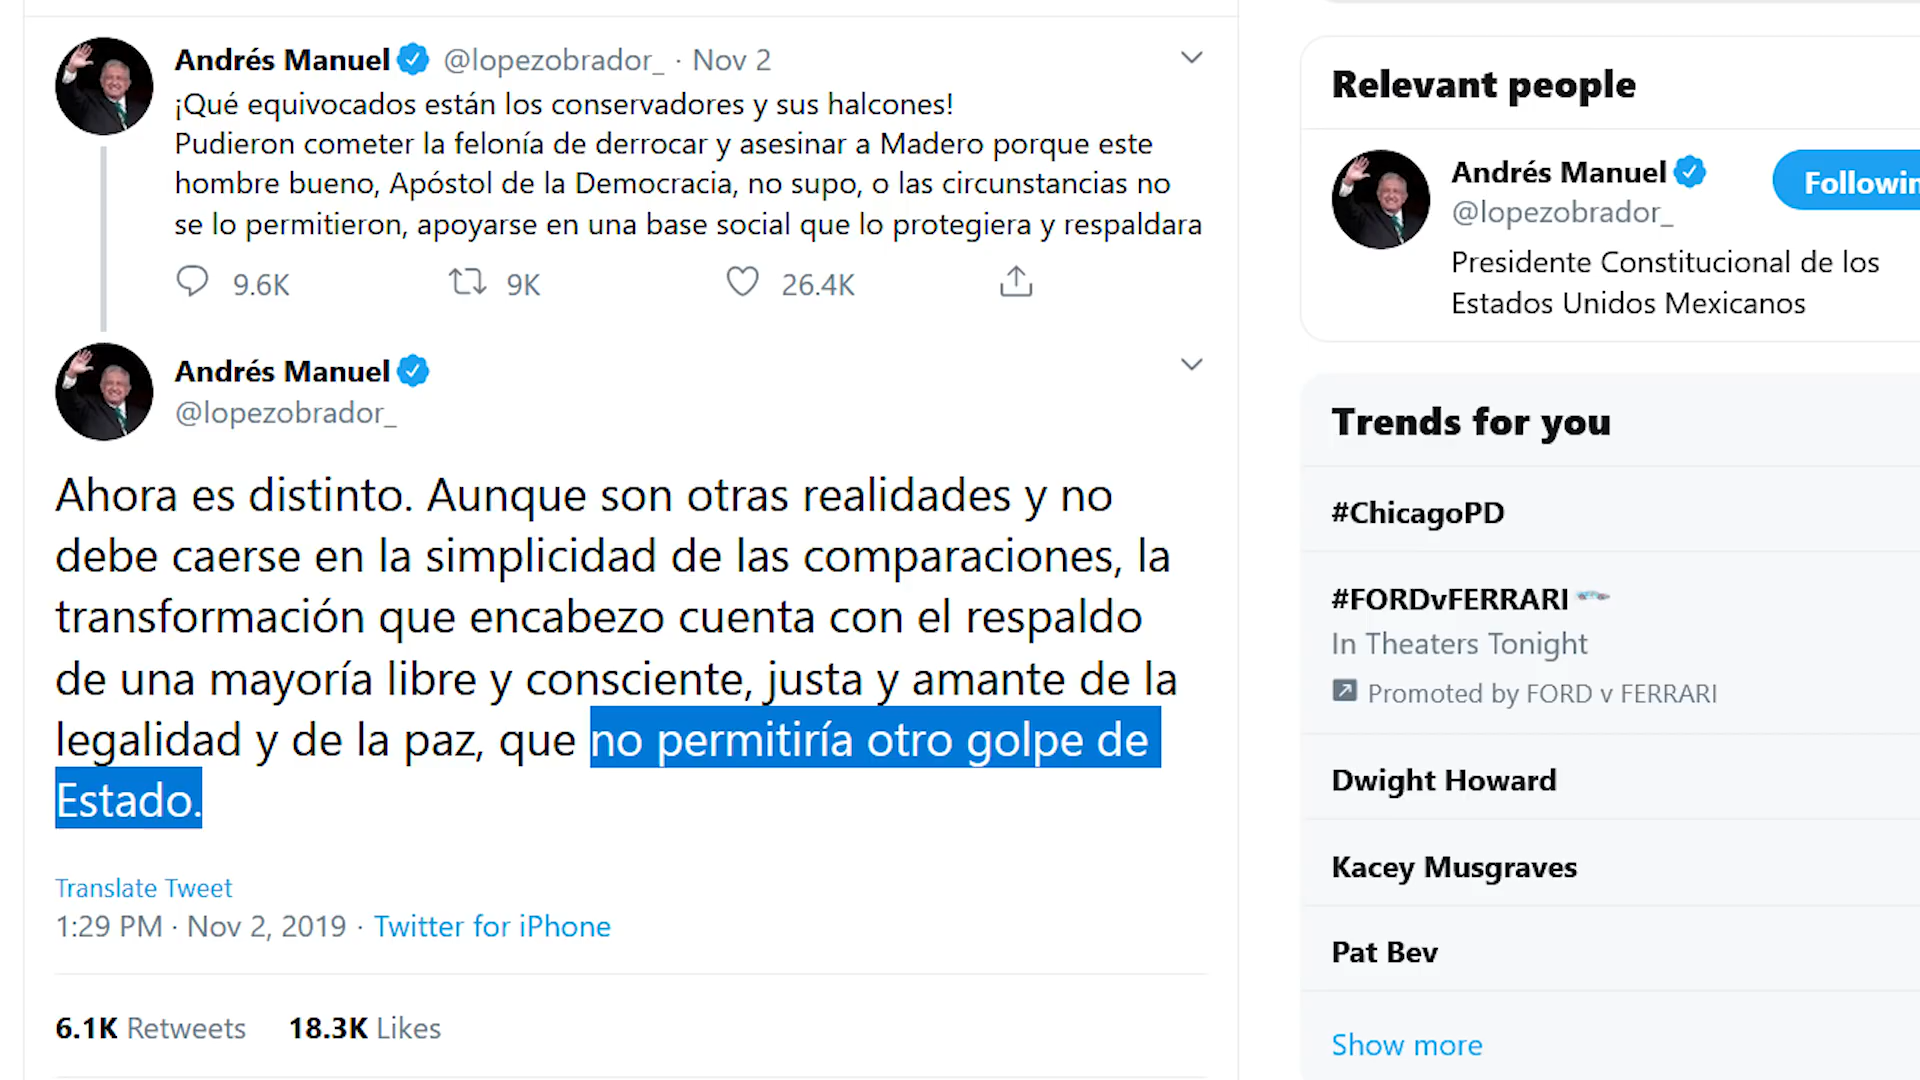 Andrés Manuel @lopezobrador_ · Nov 2
¡Qué equivocados están los conservadores y sus halcones!
Pudieron cometer la felonía de derrocar y asesinar a Madero porque este
hombre bueno, Apóstol de la Democracia, no supo, o las circunstancias no
se lo permitieron, apoyarse en una base social que lo protegiera y respaldara
9.6K 9K 26.4K
Andrés Manuel
@lopezobrador_
Ahora es distinto. Aunque son otras realidades y no
debe caerse en la simplicidad de las comparaciones, la
transformación que encabezo cuenta con el respaldo
de una mayoría libre y consciente, justa y amante de la
legalidad y de la paz, que no permitiría otro golpe de
Estado.
Translate Tweet
1:29 PM · Nov 2, 2019 · Twitter for iPhone
6.1K Retweets 18.3K Likes
Relevant people
Andrés Manuel
@lopezobrador_
Followin
Presidente Constitucional de los
Estados Unidos Mexicanos
Trends for you
#ChicagoPD
#FORDvFERRARI
In Theaters Tonight
Promoted by FORD v FERRARI
Dwight Howard
Kacey Musgraves
Pat Bev
Show more